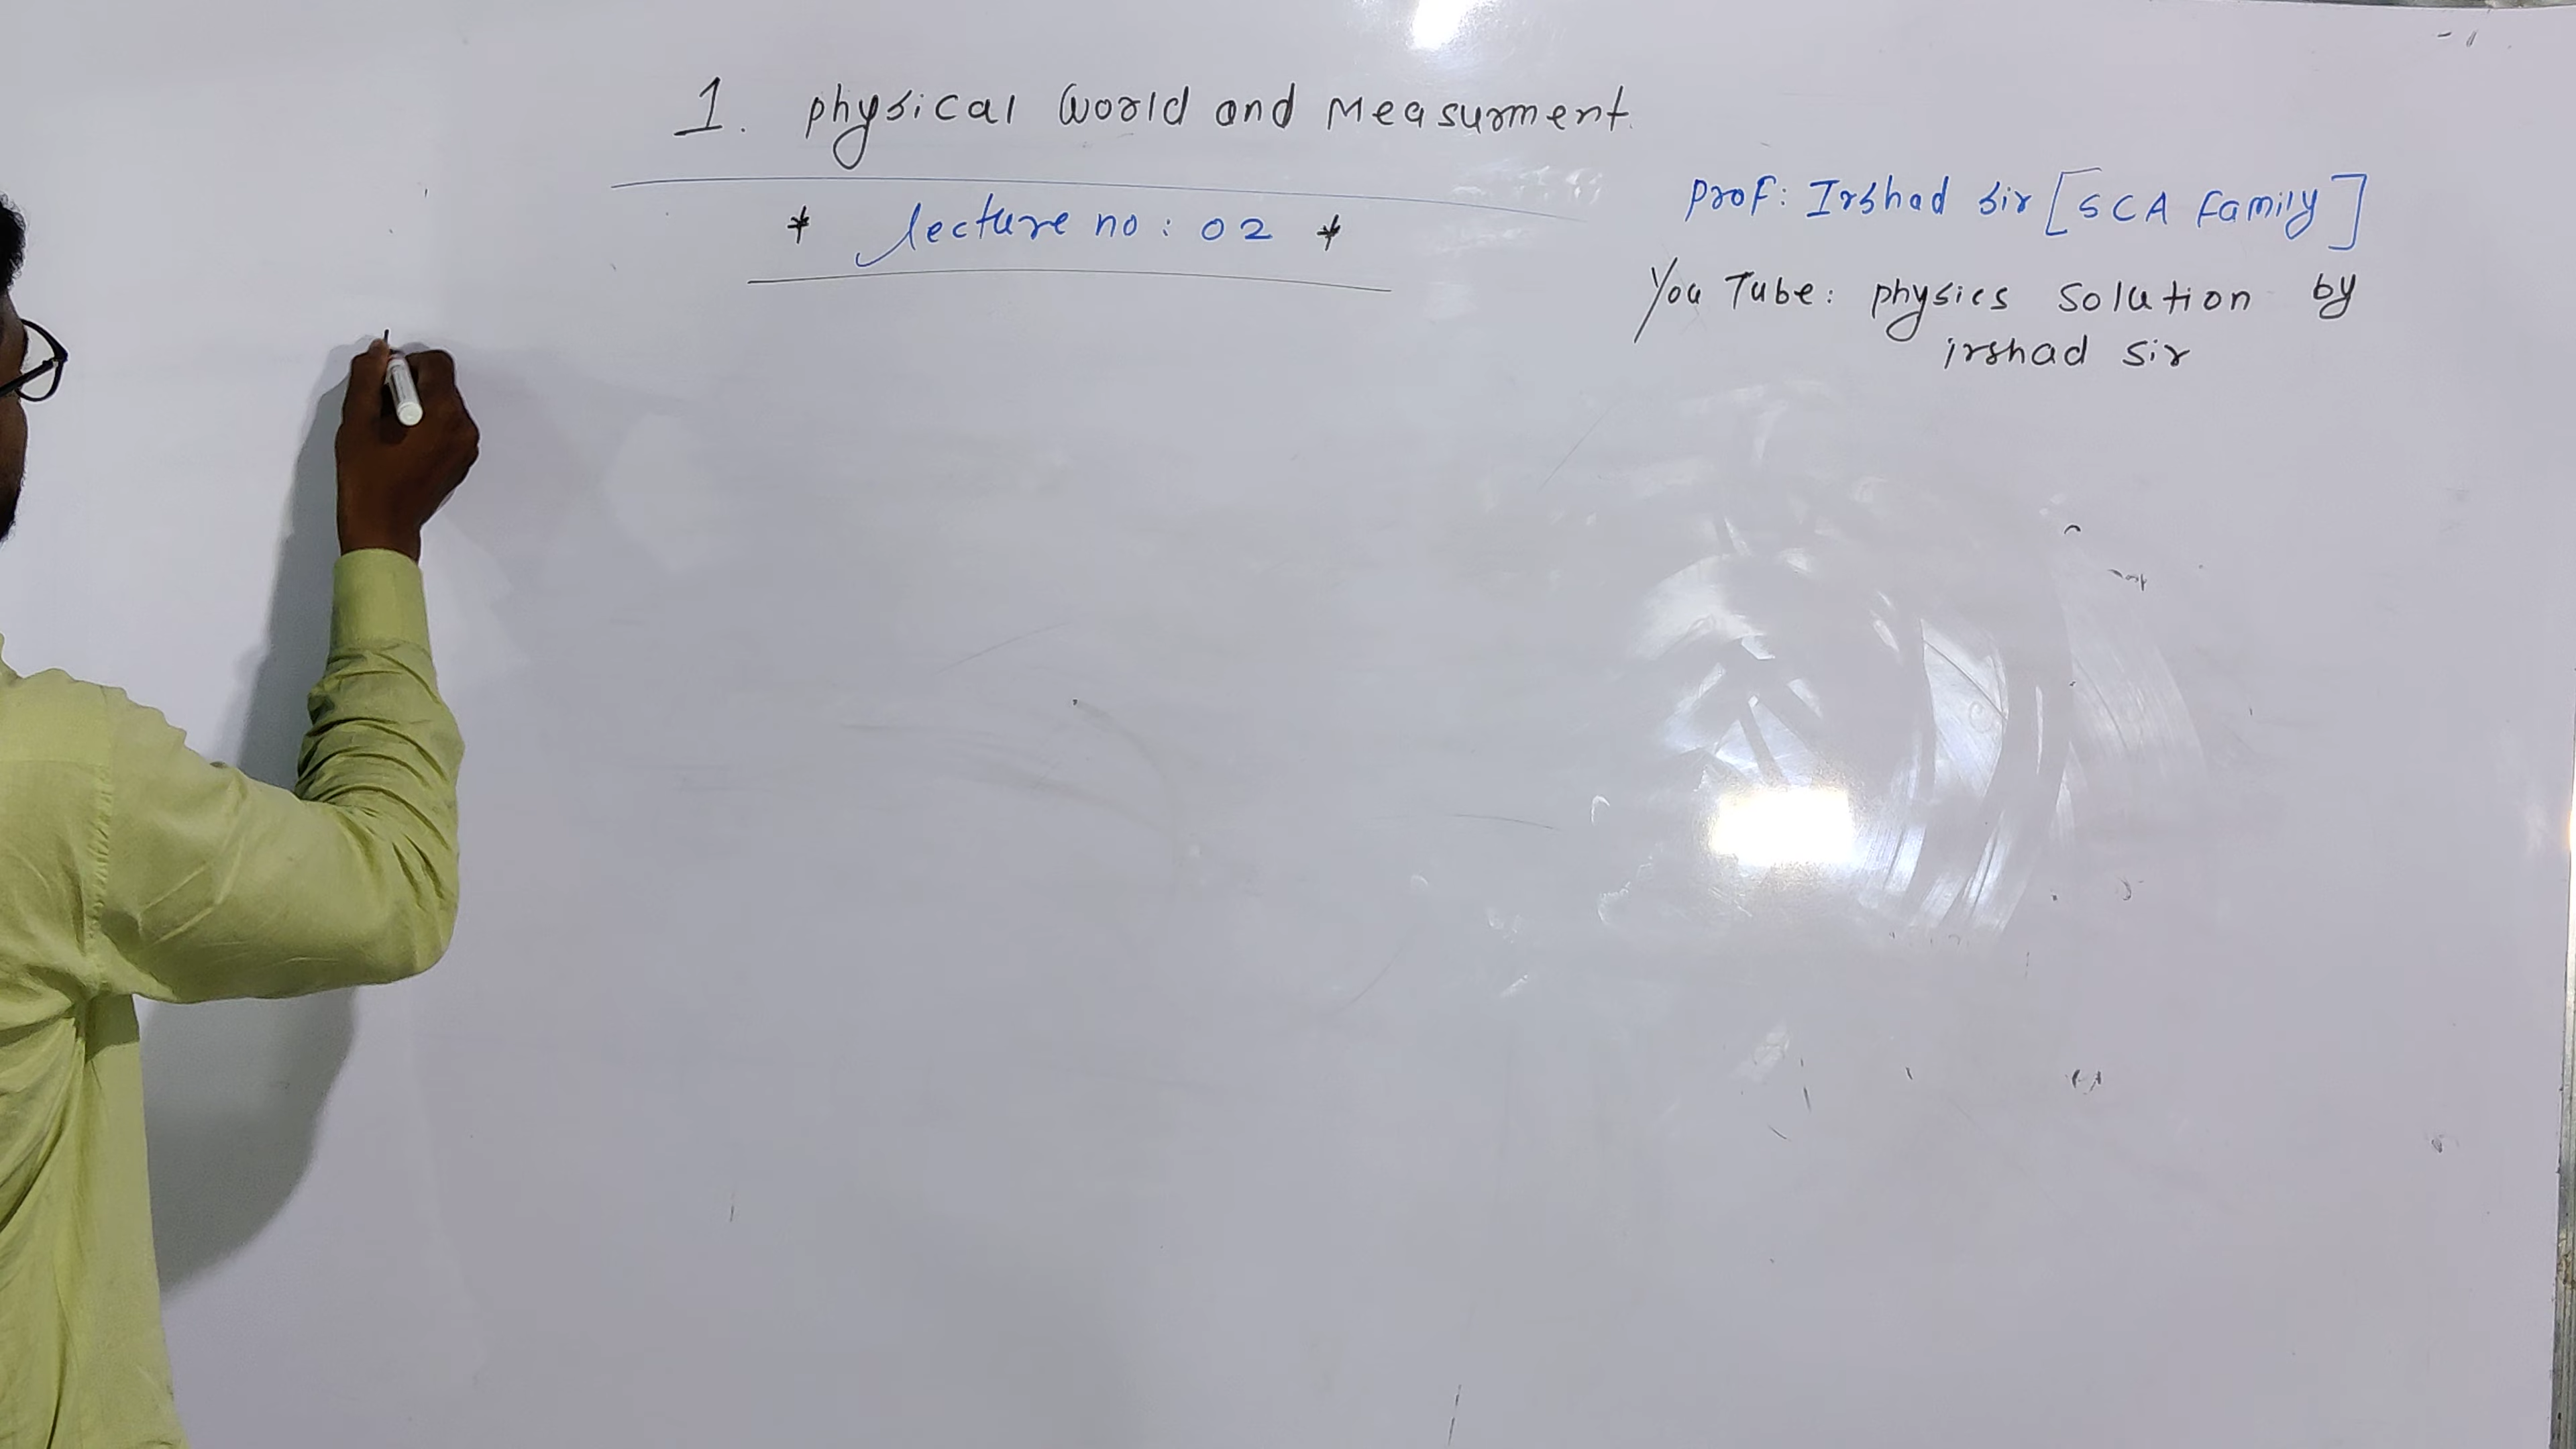 1. physical World and Measurment.
* lecture no: 02 *
Prof: Irshad sir [SCA Family]
You Tube: physics solution by
irshad sir